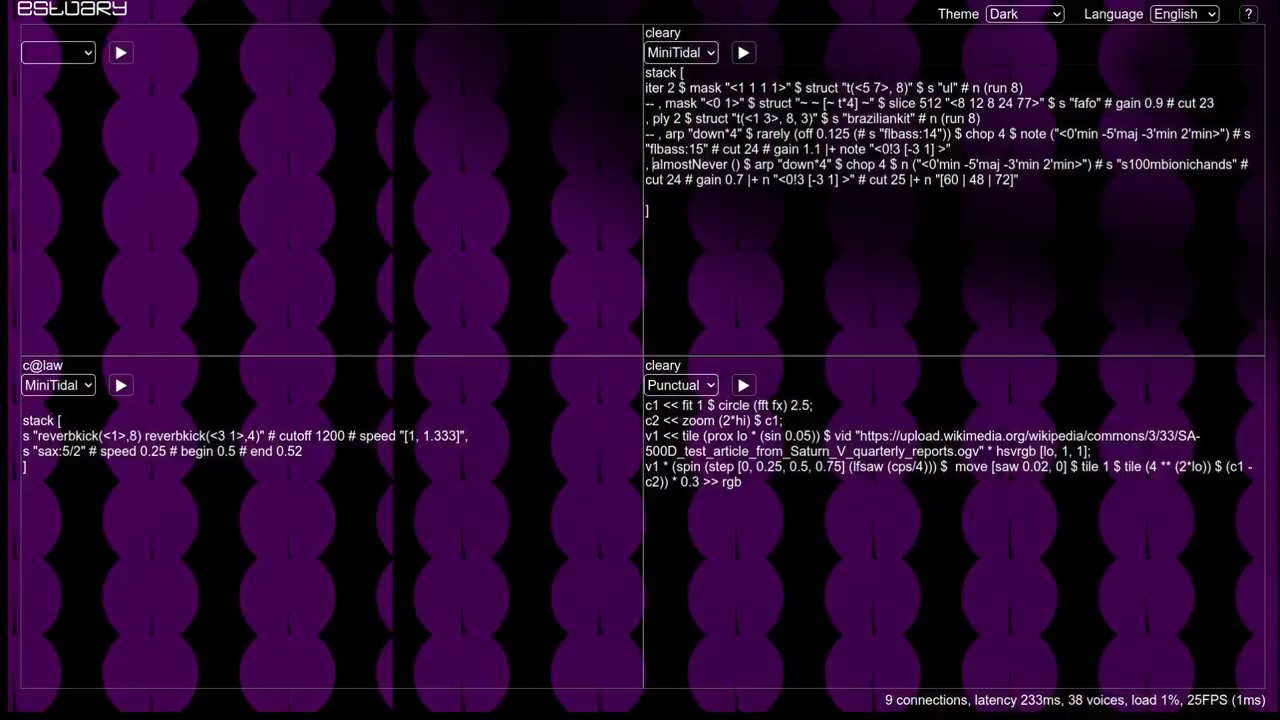 estuary
Theme Dark Language English ?
cleary
MiniTidal
stack [
iter 2 $ mask "<1 1 1 1>" $ struct "t(<5 7>, 8)" $ s "ul" # n (run 8)
-- , mask "<0 1>" $ struct "~ ~ [~ t*4] ~" $ slice 512 "<8 12 8 24 77>" $ s "fafo" # gain 0.9 # cut 23
, ply 2 $ struct "t(<1 3>, 8, 3)" $ s "braziliankit" # n (run 8)
-- , arp "down*4" $ rarely (off 0.125 (# s "flbass:14")) $ chop 4 $ note ("<0'min -5'maj -3'min 2'min>") # s
"flbass:15" # cut 24 # gain 1.1 |+ note "<0!3 [-3 1] >"
, almostNever () $ arp "down*4" $ chop 4 $ n ("<0'min -5'maj -3'min 2'min>") # s "s100mbionichands" #
cut 24 # gain 0.7 |+ n "<0!3 [-3 1] >" # cut 25 |+ n "[60 | 48 | 72]"
]
c@law
MiniTidal
stack [
s "reverbkick(<1>,8) reverbkick(<3 1>,4)" # cutoff 1200 # speed "[1, 1.333]",
s "sax:5/2" # speed 0.25 # begin 0.5 # end 0.52
]
cleary
Punctual
c1 << fit 1 $ circle (fft fx) 2.5;
c2 << zoom (2*hi) $ c1;
v1 << tile (prox lo * (sin 0.05)) $ vid "https://upload.wikimedia.org/wikipedia/commons/3/33/SA-
500D_test_article_from_Saturn_V_quarterly_reports.ogv" * hsvrgb [lo, 1, 1];
v1 * (spin (step [0, 0.25, 0.5, 0.75] (lfsaw (cps/4))) $  move [saw 0.02, 0] $ tile 1 $ tile (4 ** (2*lo)) $ (c1 -
c2)) * 0.3 >> rgb
9 connections, latency 233ms, 38 voices, load 1%, 25FPS (1ms)